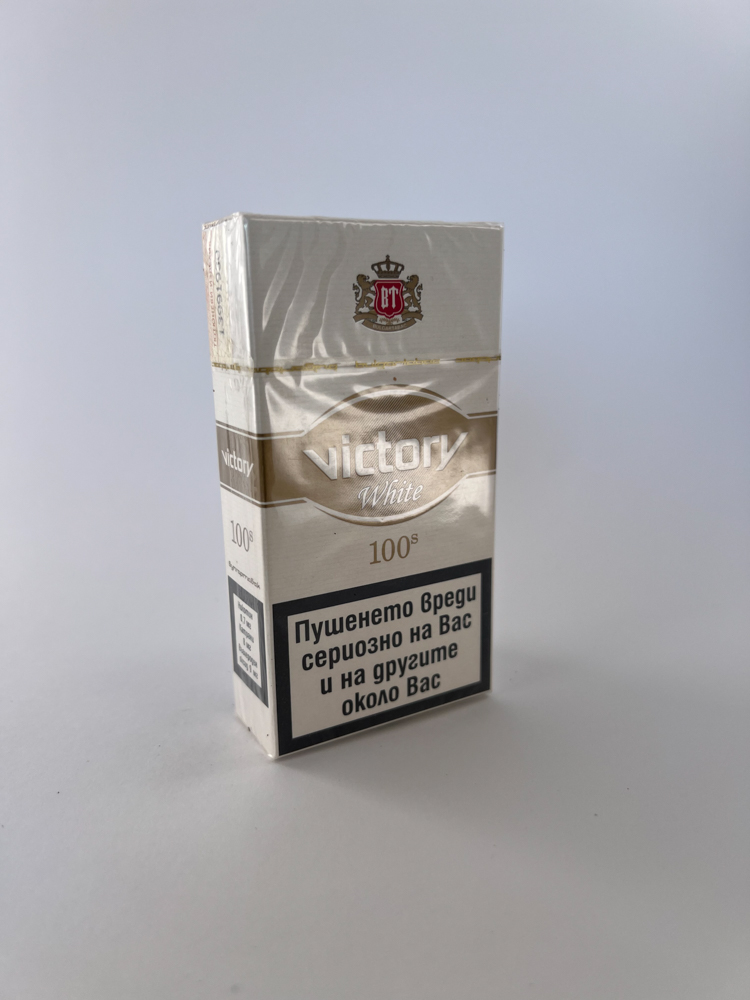 BT
victory
White
100s
Пушенето вреди
сериозно на Вас
и на другите
около Вас
victory
100s